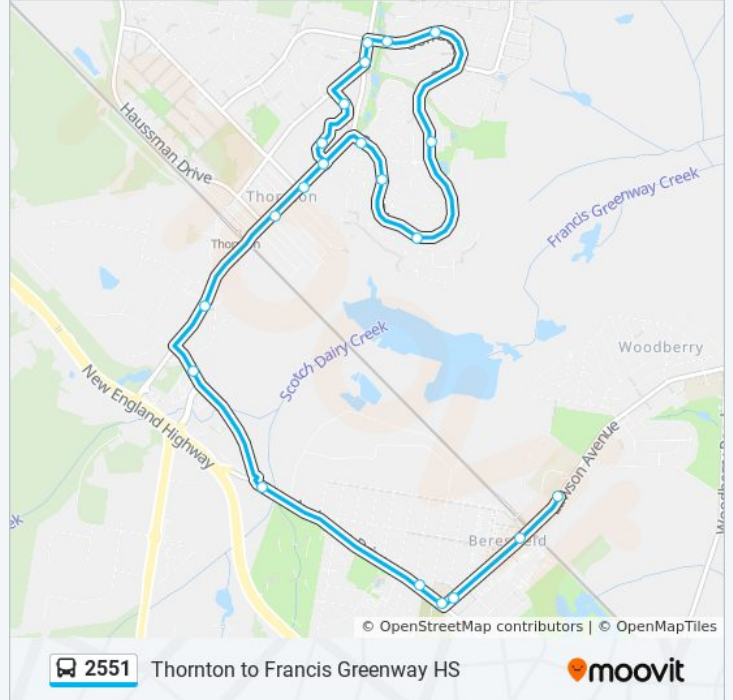 Haussman Drive
Thornton
Thornton
Francis Greenway Creek
Scotch Dairy Creek
Woodberry
New England Highway
Avenue
© OpenStreetMap contributors | © OpenMapTiles
2551 Thornton to Francis Greenway HS
moovit